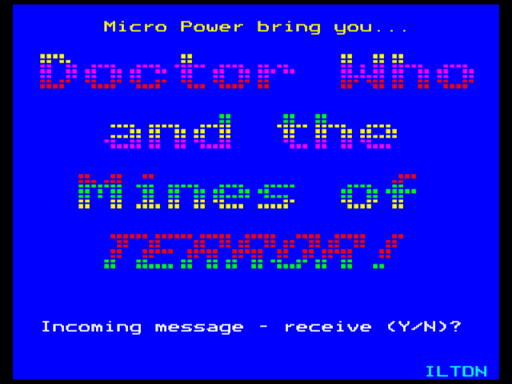 Micro Power bring you...
Doctor Who
and the
Mines of
TERROR!
Incoming message - receive (Y/N)?
ILTDN